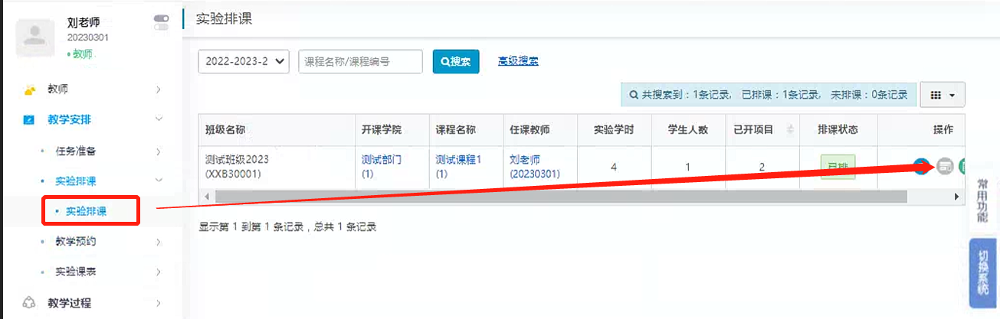 刘老师
20230301
教师
教师
教学安排
任务准备
实验排课
实验排课
教学预约
实验课表
教学过程
实验排课
2022-2023-2 课程名称/课程编号 搜索 高级搜索
共搜索到：1条记录, 已排课：1条记录, 未排课：0条记录
班级名称 开课学院 课程名称 任课教师 实验学时 学生人数 已开项目 排课状态 操作
测试班级2023 测试部门 测试课程1 刘老师
(XXB30001) (1) (1) (20230301) 4 1 2 已排
显示第 1 到第 1 条记录，总共 1 条记录
常用功能
切换系统